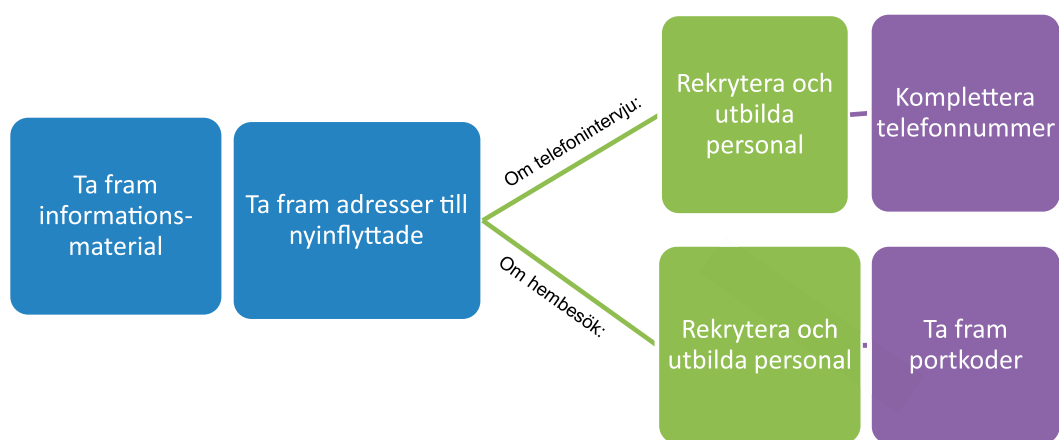 Ta fram
informations-
material
Ta fram adresser till
nyinflyttade
Om telefonintervju:
Rekrytera och
utbilda
personal
Komplettera
telefonnummer
Om hembesök:
Rekrytera och
utbilda personal
Ta fram
portkoder